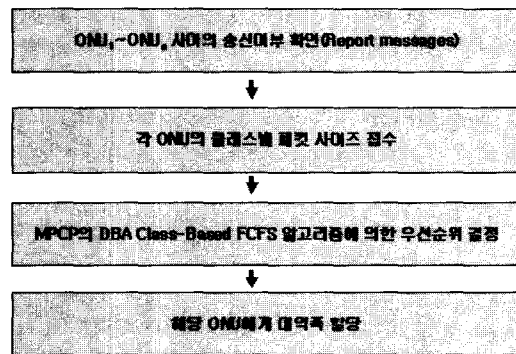 ONU₁~ONUₙ 사이의 송신여부 확인(Report messages)
각 ONU의 클래스별 패킷 사이즈 접수
MPCP의 DBA Class-Based FCFS 알고리즘에 의한 우선순위 결정
해당 ONU에게 대역폭 할당